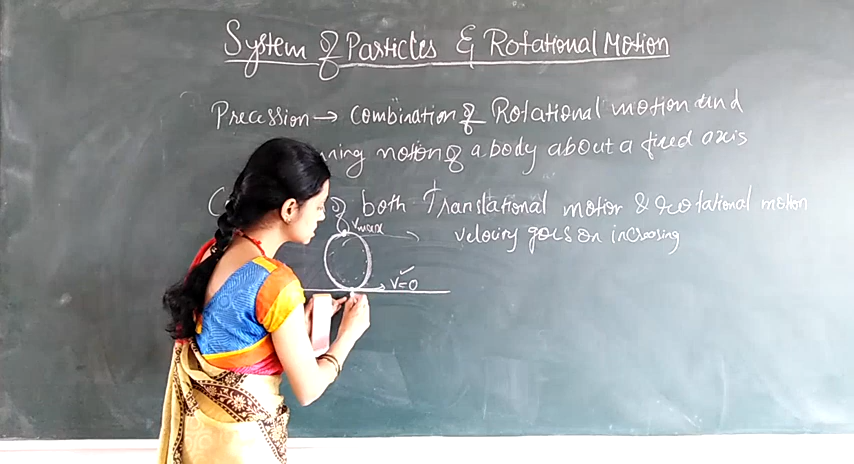 System of Particles & Rotational Motion
Precession → Combination of Rotational motion and
ning motion of a body about a fixed axis
C of both Translational motion & rotational motion
Vmax velocity goes on increasing
V=0